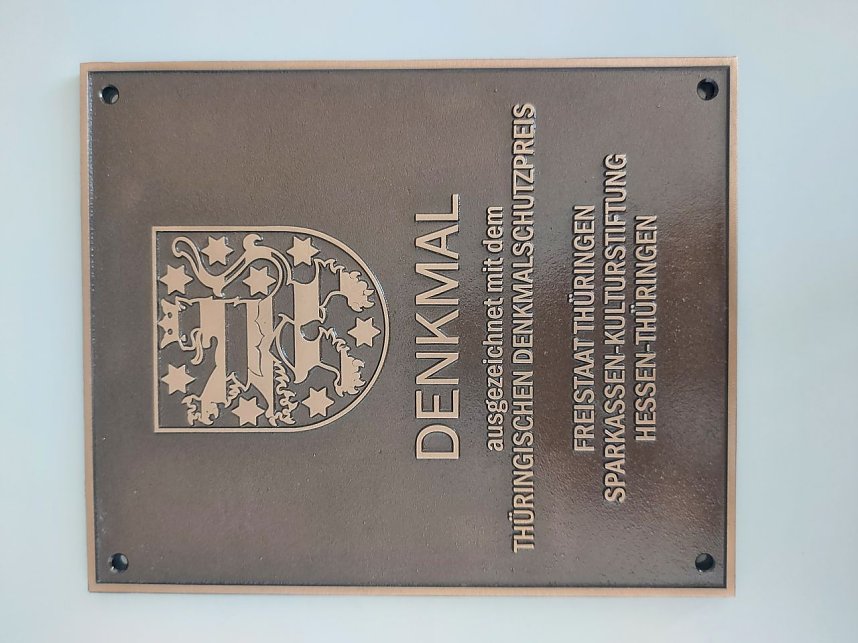 DENKMAL
ausgezeichnet mit dem
THÜRINGISCHEN DENKMALSCHUTZPREIS
FREISTAAT THÜRINGEN
SPARKASSEN-KULTURSTIFTUNG
HESSEN-THÜRINGEN